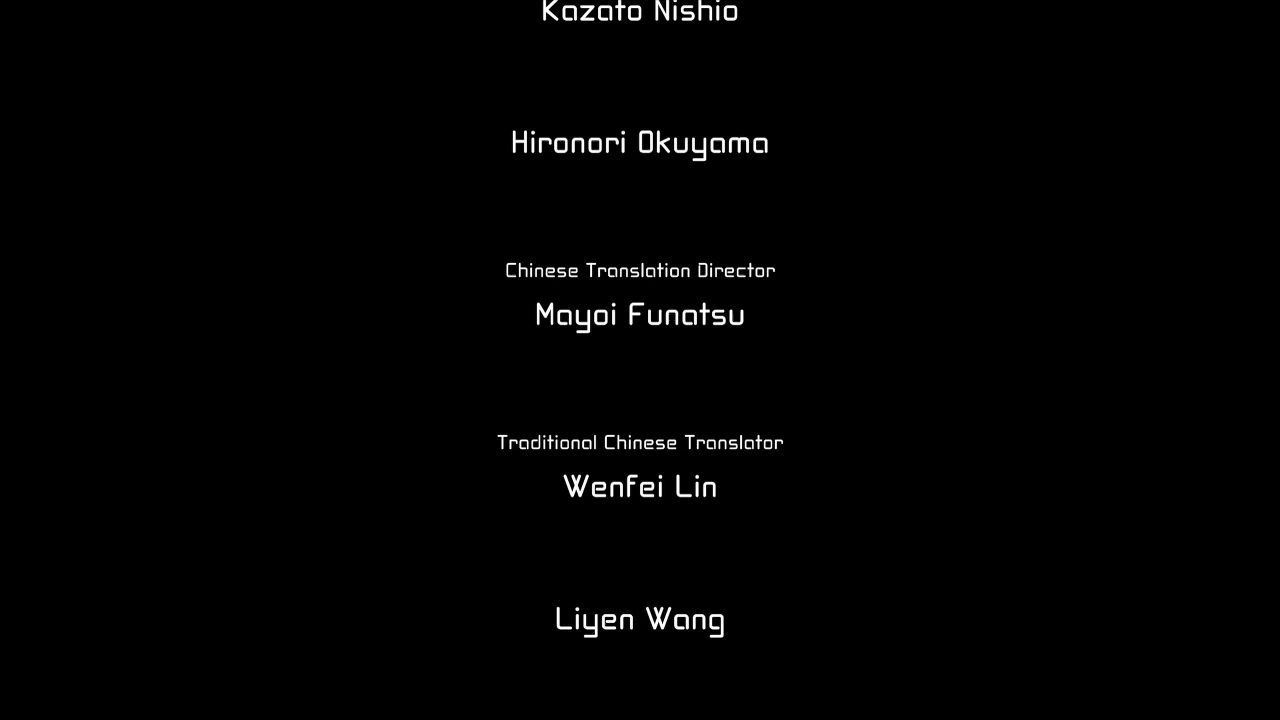 Kazato Nishio
Hironori Okuyama
Chinese Translation Director
Mayoi Funatsu
Traditional Chinese Translator
Wenfei Lin
Liyen Wang